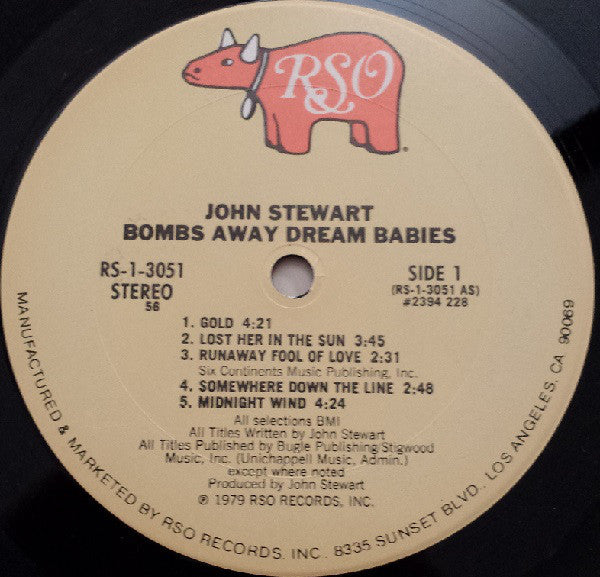 RSO
JOHN STEWART
BOMBS AWAY DREAM BABIES
RS-1-3051
STEREO
56
SIDE 1
(RS-1-3051 AS)
#2394 228
1. GOLD 4:21
2. LOST HER IN THE SUN 3:45
3. RUNAWAY FOOL OF LOVE 2:31
Six Continents Music Publishing, Inc.
4. SOMEWHERE DOWN THE LINE 2:48
5. MIDNIGHT WIND 4:24
All selections BMI
All Titles Written by John Stewart
All Titles Published by Bugle Publishing/Stigwood
Music, Inc. (Unichappell Music, Admin.)
except where noted
Produced by John Stewart
℗ 1979 RSO RECORDS, INC.
MANUFACTURED & MARKETED BY RSO RECORDS, INC., 8335 SUNSET BLVD., LOS ANGELES, CA 90069